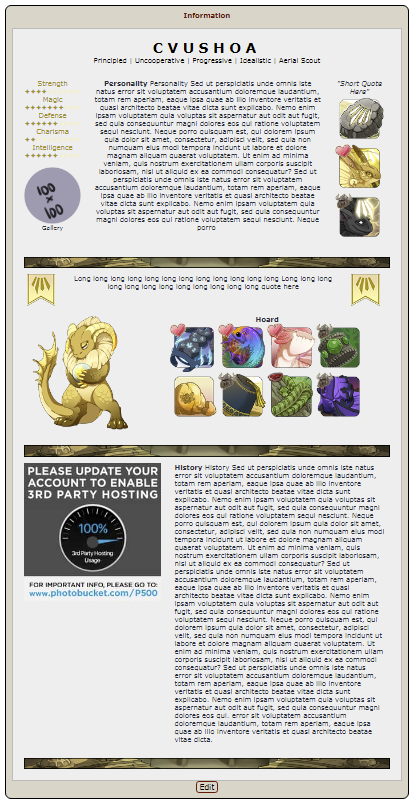 Information
CVUSHOA
Principled | Uncooperative | Progressive | Idealistic | Aerial Scout
Strength
++++
Magic
+++++++
Defense
++++++
Charisma
++
Intelligence
++++++
100
×
100
Gallery
Personality Personality Sed ut perspiciatis unde omnis iste
natus error sit voluptatem accusantium doloremque laudantium,
totam rem aperiam, eaque ipsa quae ab illo inventore veritatis et
quasi architecto beatae vitae dicta sunt explicabo. Nemo enim
ipsam voluptatem quia voluptas sit aspernatur aut odit aut fugit,
sed quia consequuntur magni dolores eos qui ratione voluptatem
sequi nesciunt. Neque porro quisquam est, qui dolorem ipsum
quia dolor sit amet, consectetur, adipisci velit, sed quia non
numquam eius modi tempora incidunt ut labore et dolore
magnam aliquam quaerat voluptatem. Ut enim ad minima
veniam, quis nostrum exercitationem ullam corporis suscipit
laboriosam, nisi ut aliquid ex ea commodi consequatur? Sed ut
perspiciatis unde omnis iste natus error sit voluptatem
accusantium doloremque laudantium, totam rem aperiam, eaque
ipsa quae ab illo inventore veritatis et quasi architecto beatae
vitae dicta sunt explicabo. Nemo enim ipsam voluptatem quia
voluptas sit aspernatur aut odit aut fugit, sed quia consequuntur
magni dolores eos qui ratione voluptatem sequi nesciunt. Neque
porro
"Short Quote
Here"
Long long long long long long long long long long Long long long
long long long long long long long long long quote here
Hoard
PLEASE UPDATE YOUR
ACCOUNT TO ENABLE
3RD PARTY HOSTING
100%
3rd Party Hosting
Usage
FOR IMPORTANT INFO, PLEASE GO TO:
www.photobucket.com/P500
History History Sed ut perspiciatis unde omnis iste natus
error sit voluptatem accusantium doloremque laudantium,
totam rem aperiam, eaque ipsa quae ab illo inventore
veritatis et quasi architecto beatae vitae dicta sunt
explicabo. Nemo enim ipsam voluptatem quia voluptas sit
aspernatur aut odit aut fugit, sed quia consequuntur magni
dolores eos qui ratione voluptatem sequi nesciunt. Neque
porro quisquam est, qui dolorem ipsum quia dolor sit amet,
consectetur, adipisci velit, sed quia non numquam eius modi
tempora incidunt ut labore et dolore magnam aliquam
quaerat voluptatem. Ut enim ad minima veniam, quis
nostrum exercitationem ullam corporis suscipit laboriosam,
nisi ut aliquid ex ea commodi consequatur? Sed ut
perspiciatis unde omnis iste natus error sit voluptatem
accusantium doloremque laudantium, totam rem aperiam,
eaque ipsa quae ab illo inventore veritatis et quasi
architecto beatae vitae dicta sunt explicabo. Nemo enim
ipsam voluptatem quia voluptas sit aspernatur aut odit aut
fugit, sed quia consequuntur magni dolores eos qui ratione
voluptatem sequi nesciunt. Neque porro quisquam est, qui
dolorem ipsum quia dolor sit amet, consectetur, adipisci
velit, sed quia non numquam eius modi tempora incidunt ut
labore et dolore magnam aliquam quaerat voluptatem. Ut
enim ad minima veniam, quis nostrum exercitationem ullam
corporis suscipit laboriosam, nisi ut aliquid ex ea commodi
consequatur? Sed ut perspiciatis unde omnis iste natus
error sit voluptatem accusantium doloremque laudantium,
totam rem aperiam, eaque ipsa quae ab illo inventore
veritatis et quasi architecto beatae vitae dicta sunt
explicabo. Nemo enim ipsam voluptatem quia voluptas sit
aspernatur aut odit aut fugit, sed quia consequuntur magni
dolores eos qui. error sit voluptatem accusantium
doloremque laudantium, totam rem aperiam, eaque ipsa
quae ab illo inventore veritatis et quasi architecto beatae
vitae dicta.
Edit